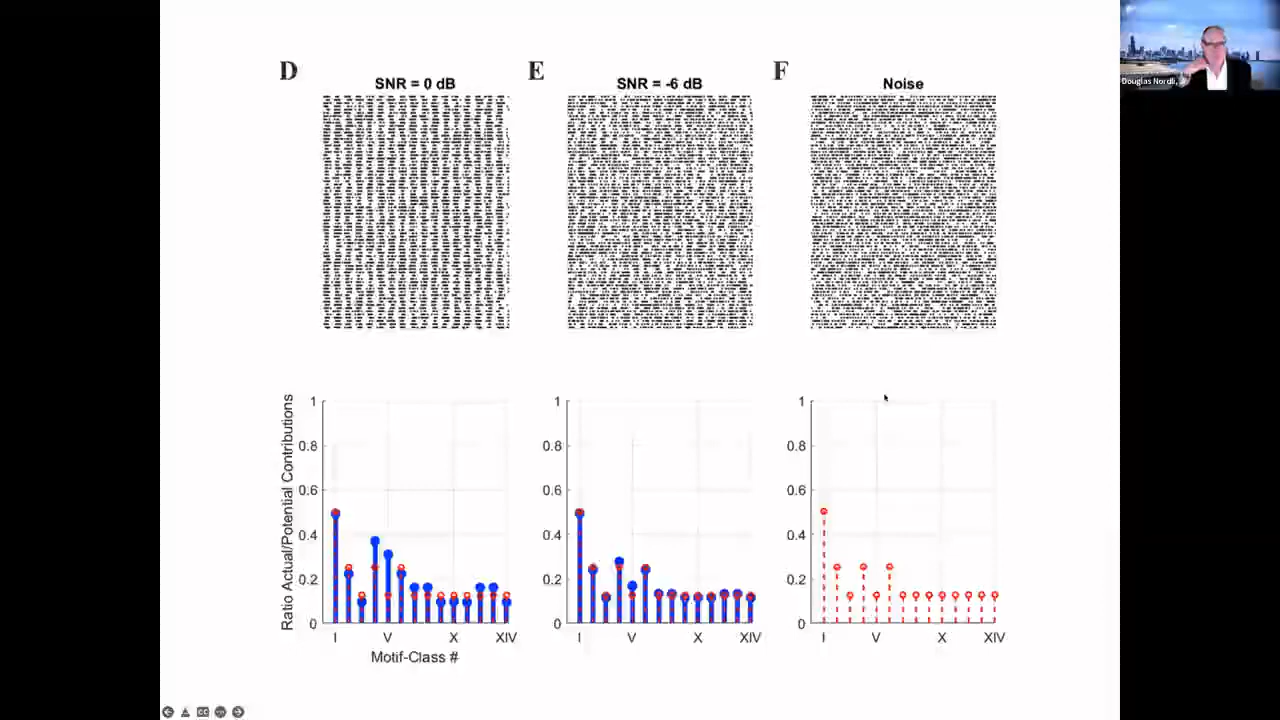 D
SNR = 0 dB
E
SNR = -6 dB
F
Noise
Douglas Nordli,
Ratio Actual/Potential Contributions
1
0.8
0.6
0.4
0.2
0
I V X XIV
Motif-Class #
1
0.8
0.6
0.4
0.2
0
I V X XIV
1
0.8
0.6
0.4
0.2
0
I V X XIV
CC